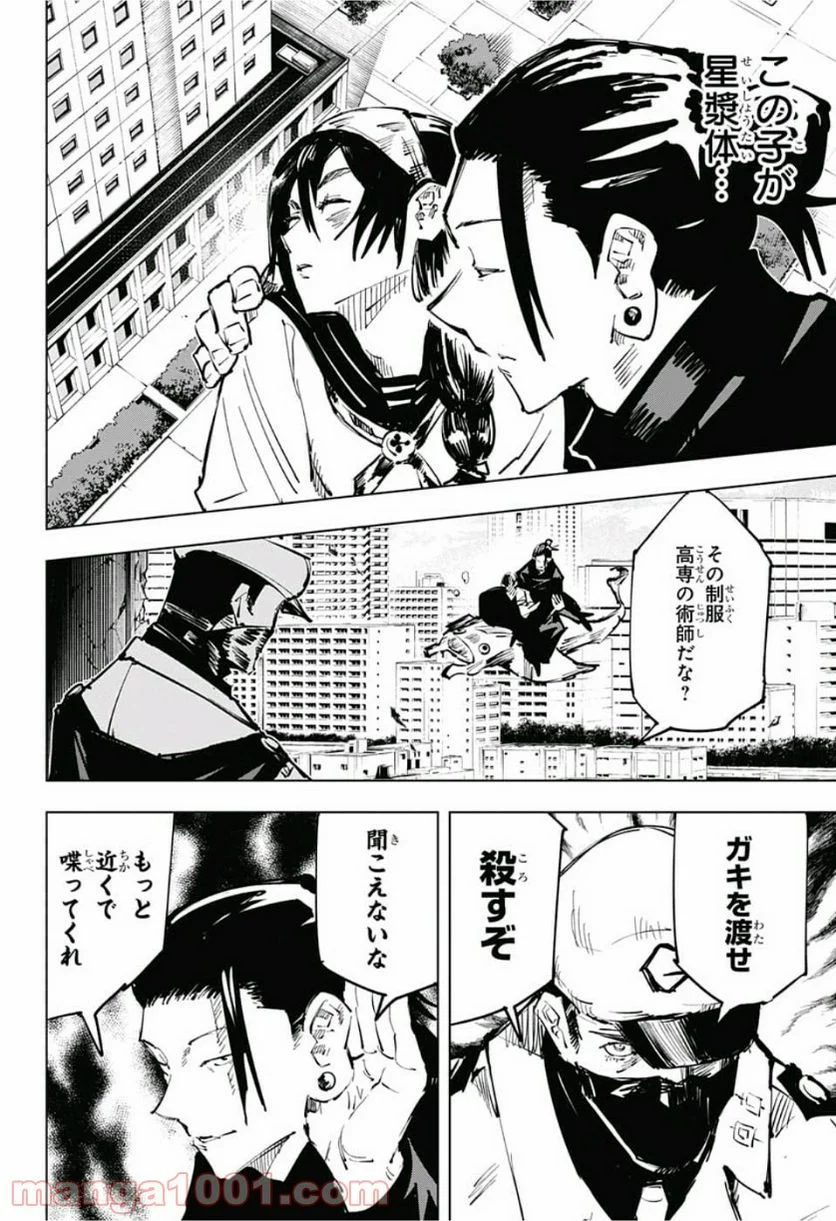 この子が
星漿体…
その制服
高専の術師だな？
ガキを渡せ
殺すぞ
聞こえないな
もっと
近くで
喋ってくれ
manga1001.com